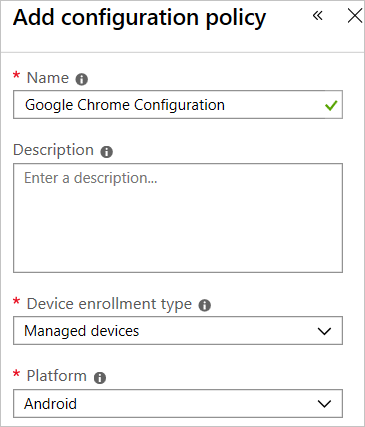 Add configuration policy
* Name
Google Chrome Configuration
Description
Enter a description...
* Device enrollment type
Managed devices
* Platform
Android